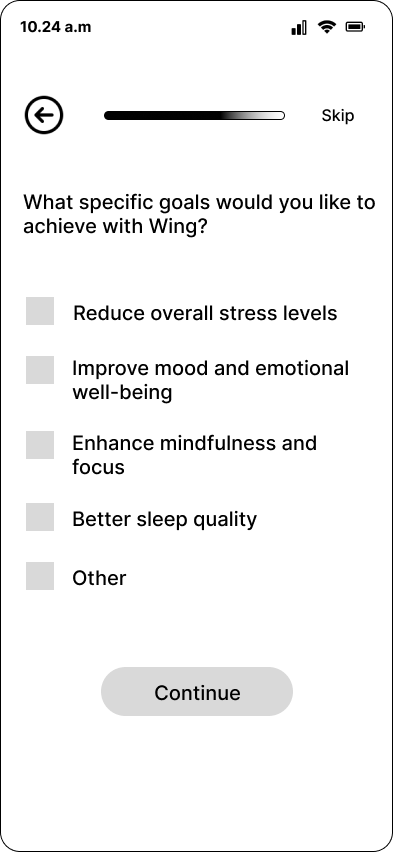 10.24 a.m
Skip
What specific goals would you like to
achieve with Wing?
Reduce overall stress levels
Improve mood and emotional
well-being
Enhance mindfulness and
focus
Better sleep quality
Other
Continue